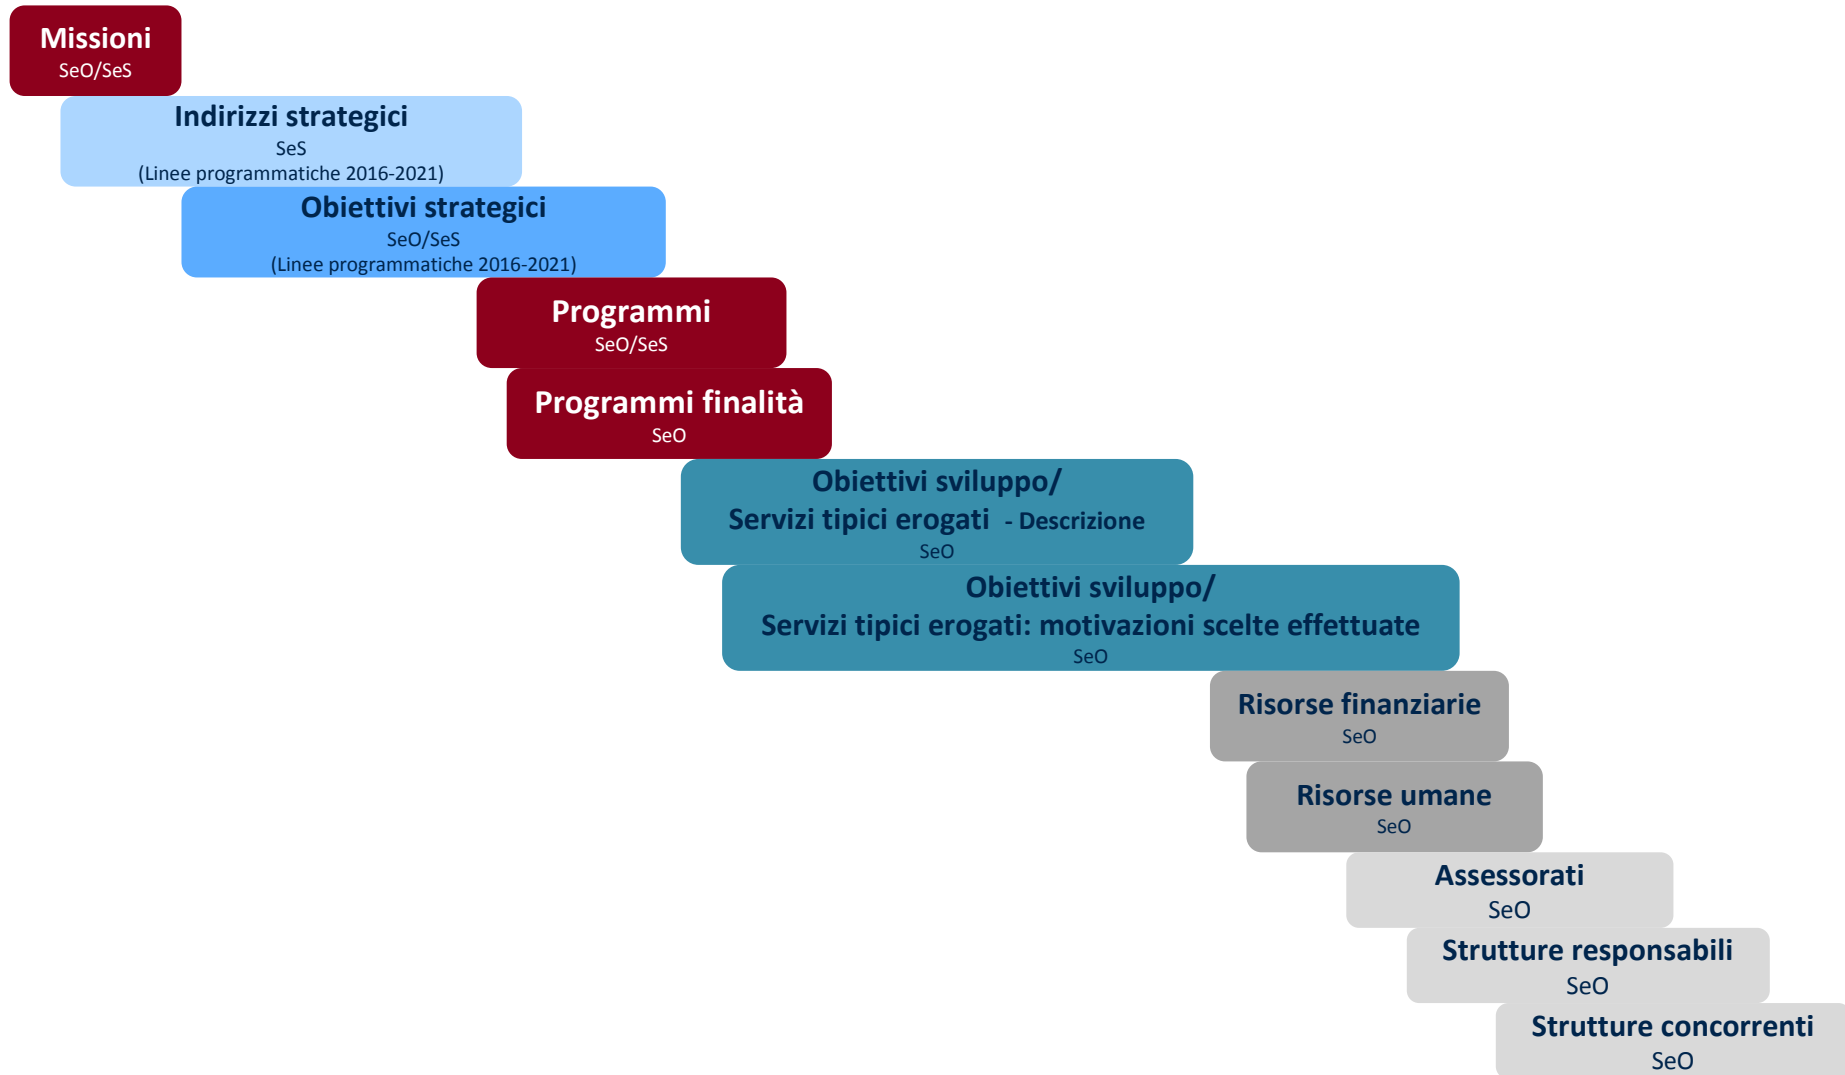 Missioni
SeO/SeS
Indirizzi strategici
SeS
(Linee programmatiche 2016-2021)
Obiettivi strategici
SeO/SeS
(Linee programmatiche 2016-2021)
Programmi
SeO/SeS
Programmi finalità
SeO
Obiettivi sviluppo/
Servizi tipici erogati - Descrizione
SeO
Obiettivi sviluppo/
Servizi tipici erogati: motivazioni scelte effettuate
SeO
Risorse finanziarie
SeO
Risorse umane
SeO
Assessorati
SeO
Strutture responsabili
SeO
Strutture concorrenti
SeO